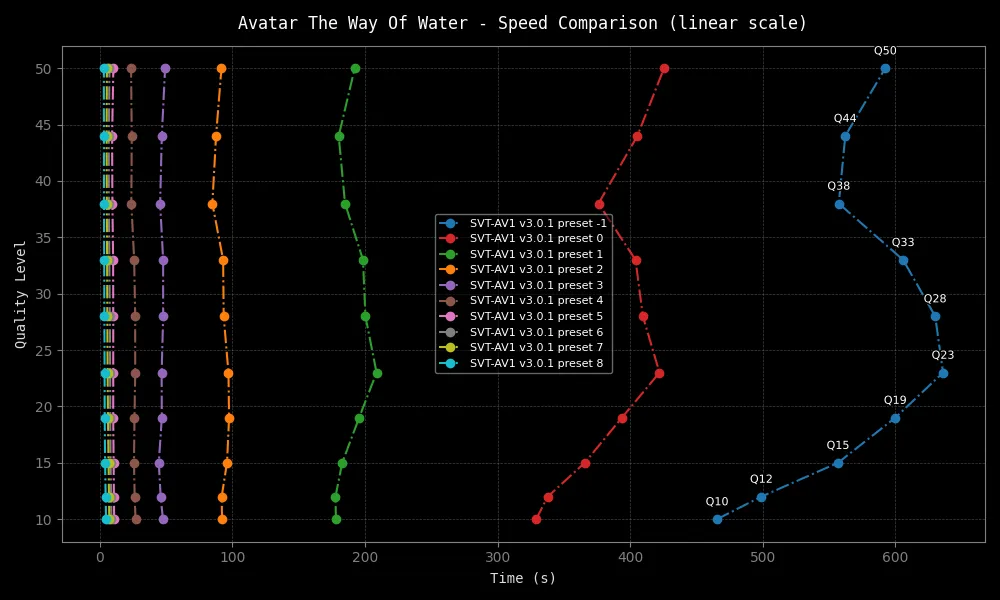 Avatar The Way Of Water - Speed Comparison (linear scale)
Quality Level
50
45
40
35
30
25
20
15
10
Q50
Q44
Q38
Q33
Q28
Q23
Q19
Q15
Q12
Q10
SVT-AV1 v3.0.1 preset -1
SVT-AV1 v3.0.1 preset 0
SVT-AV1 v3.0.1 preset 1
SVT-AV1 v3.0.1 preset 2
SVT-AV1 v3.0.1 preset 3
SVT-AV1 v3.0.1 preset 4
SVT-AV1 v3.0.1 preset 5
SVT-AV1 v3.0.1 preset 6
SVT-AV1 v3.0.1 preset 7
SVT-AV1 v3.0.1 preset 8
0 100 200 300 400 500 600
Time (s)